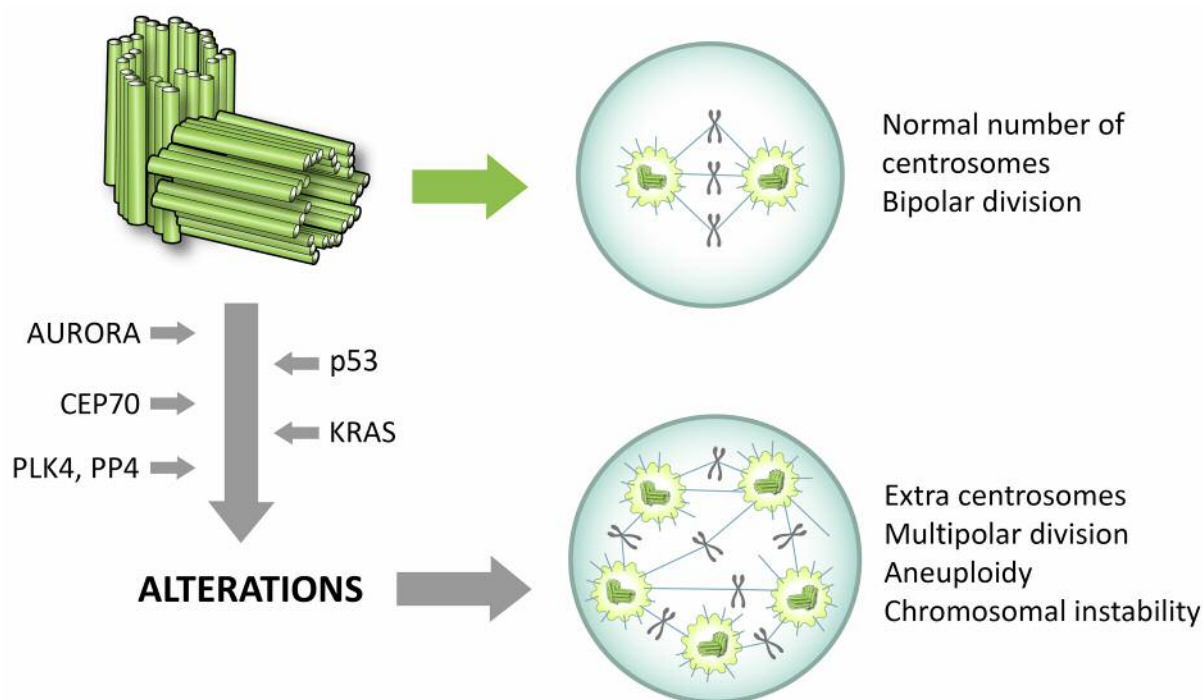 Normal number of
centrosomes
Bipolar division
AURORA
p53
CEP70
KRAS
PLK4, PP4
ALTERATIONS
Extra centrosomes
Multipolar division
Aneuploidy
Chromosomal instability